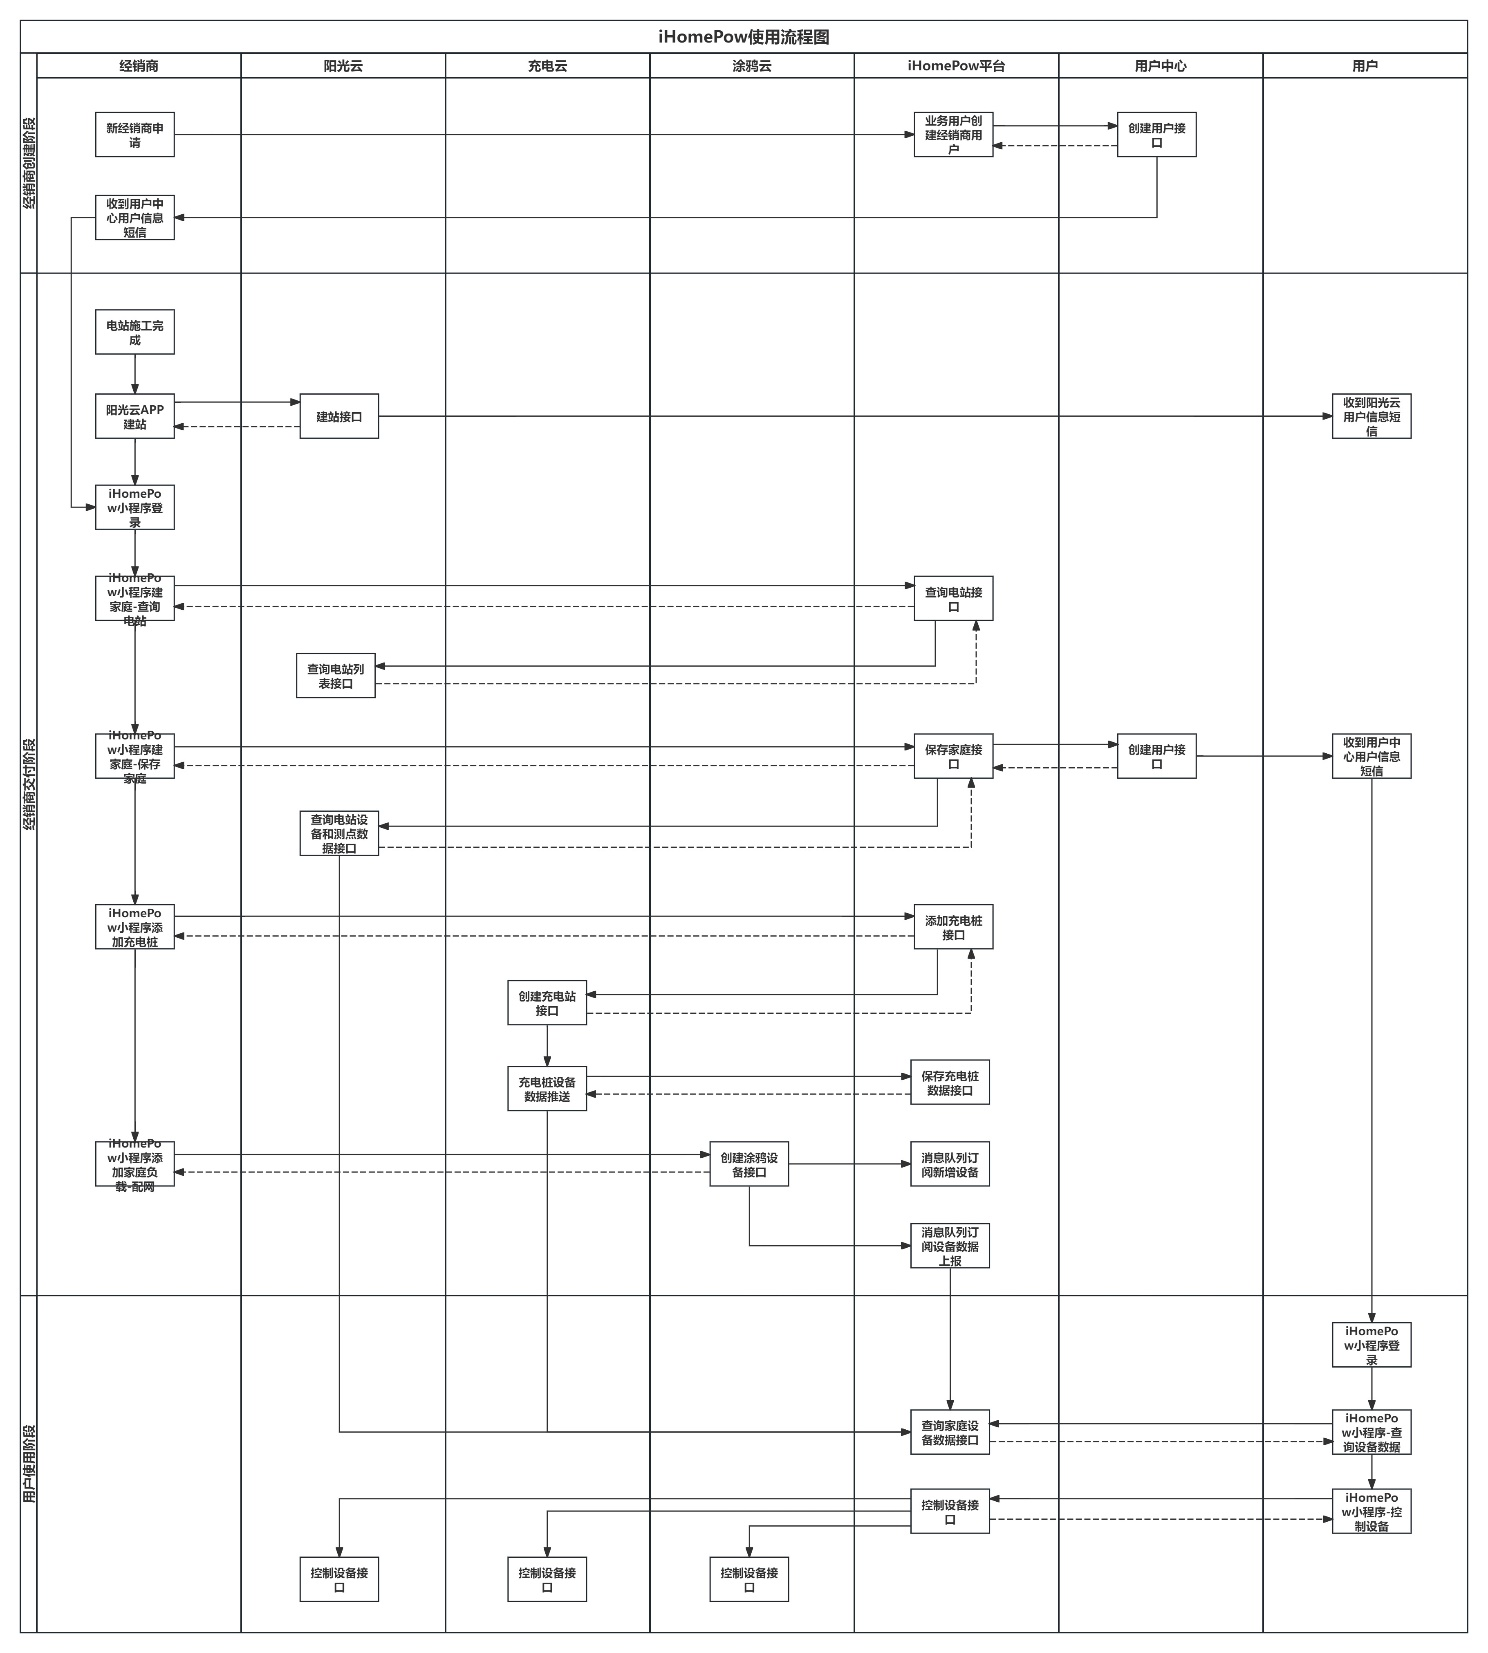 iHomePow使用流程图
经销商
阳光云
充电云
涂鸦云
iHomePow平台
用户中心
用户
经销商创建阶段
新经销商申
请
业务用户创
建经销商用
户
创建用户接
口
收到用户中
心用户信息
短信
经销商交付阶段
电站施工完
成
阳光云APP
建站
建站接口
收到阳光云
用户信息短
信
iHomePo
w小程序登
录
iHomePo
w小程序建
家庭-查询
电站
查询电站接
口
查询电站列
表接口
iHomePo
w小程序建
家庭-保存
家庭
保存家庭接
口
创建用户接
口
收到用户中
心用户信息
短信
查询电站设
备和测点数
据接口
iHomePo
w小程序添
加充电桩
添加充电桩
接口
创建充电站
接口
充电桩设备
数据推送
保存充电桩
数据接口
iHomePo
w小程序添
加家庭负
载-配网
创建涂鸦设
备接口
消息队列订
阅新增设备
消息队列订
阅设备数据
上报
用户使用阶段
iHomePo
w小程序登
录
查询家庭设
备数据接口
iHomePo
w小程序-查
询设备数据
控制设备接
口
iHomePo
w小程序-控
制设备
控制设备接
口
控制设备接
口
控制设备接
口